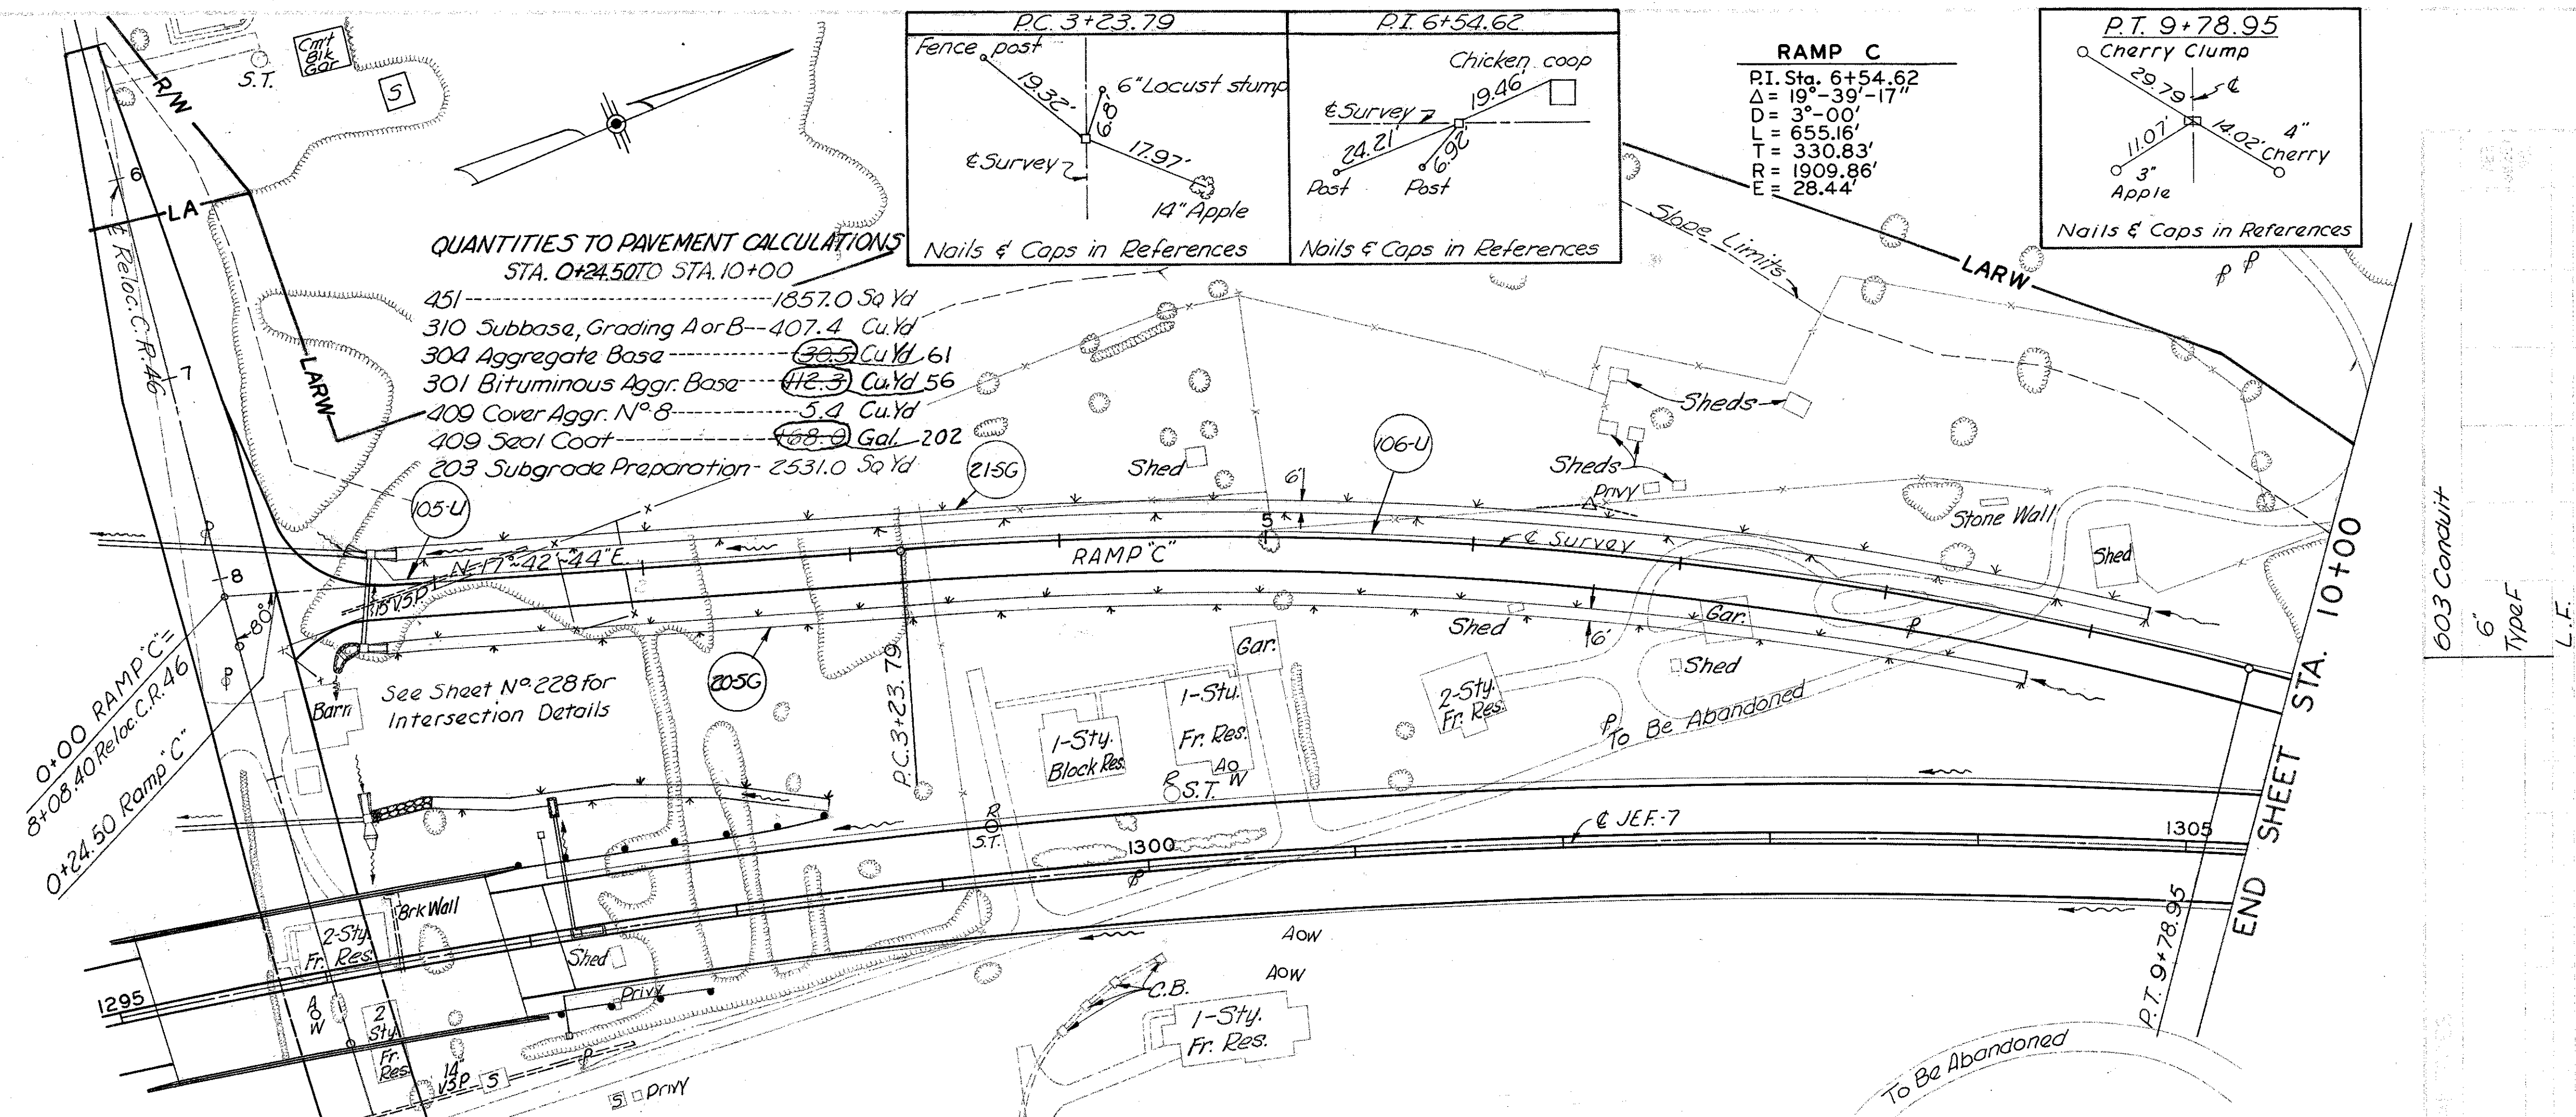 P.C. 3+23.79
Fence post
19.32'
6" Locust stump
6.8'
17.97'
₵ Survey
14" Apple
Nails & Caps in References
P.I. 6+54.62
Chicken coop
19.46'
₵ Survey
24.21'
6.92'
Post
Post
Nails & Caps in References
RAMP C
P.I. Sta. 6+54.62
Δ = 19°-39'-17"
D = 3°-00'
L = 655.16'
T = 330.83'
R = 1909.86'
E = 28.44'
P.T. 9+78.95
Cherry Clump
29.79
₵
11.07'
14.02'
4"
Cherry
3"
Apple
Nails & Caps in References
Cm't
Blk
Gar
S.T.
S
R/W
LA
6
₵ Reloc. C.R. 46
7
8
LARW
QUANTITIES TO PAVEMENT CALCULATIONS
STA. 0+24.50 TO STA. 10+00
451 1857.0 Sq Yd
310 Subbase, Grading A or B--407.4 Cu.Yd
304 Aggregate Base 30.5 Cu.Yd. 61
301 Bituminous Aggr. Base 112.3 Cu.Yd 56
409 Cover Aggr. Nº 8 5.4 Cu.Yd
409 Seal Coat 168.0 Gal. 202
203 Subgrade Preparation - 2531.0 Sq Yd
Slope Limits
LARW
Sheds
Sheds
Privy
Shed
Stone Wall
Shed
105-U
21-SG
106-U
6'
5
N-17°-42'-44" E
RAMP "C"
₵ Survey
15" V.S.P.
80°
0+00 RAMP "C"=
8+08.40 Reloc. C.R. 46
0+24.50 Ramp "C"
Barn
See Sheet Nº 228 for
Intersection Details
20-SG
P.C. 3+23.79
Gar.
Shed
6'
Gar.
Shed
1-Sty.
Block Res.
1-Sty.
Fr. Res.
AOW
S.T.
2-Sty.
Fr. Res.
To Be Abandoned
S.T.
1300
₵ JEF.-7
1305
END SHEET STA. 10+00
P.T. 9+78.95
Brk Wall
2-Sty.
Fr. Res.
Shed
Privy
1295
AOW
2
Sty.
Fr.
Res.
14"
VSP
S
S
Privy
AOW
AOW
C.B.
1-Sty.
Fr. Res.
To Be Abandoned
603 Conduit
6"
Type F
L.F.